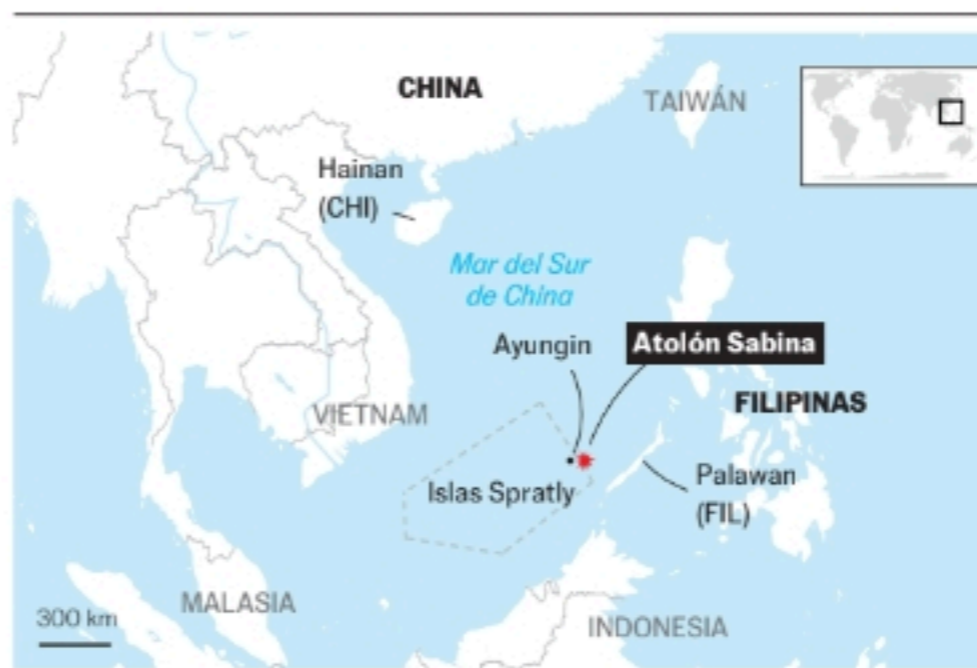 CHINA
TAIWÁN
Hainan
(CHI)
Mar del Sur
de China
Ayungin
Atolón Sabina
FILIPINAS
VIETNAM
Islas Spratly
Palawan
(FIL)
MALASIA
300 km
INDONESIA